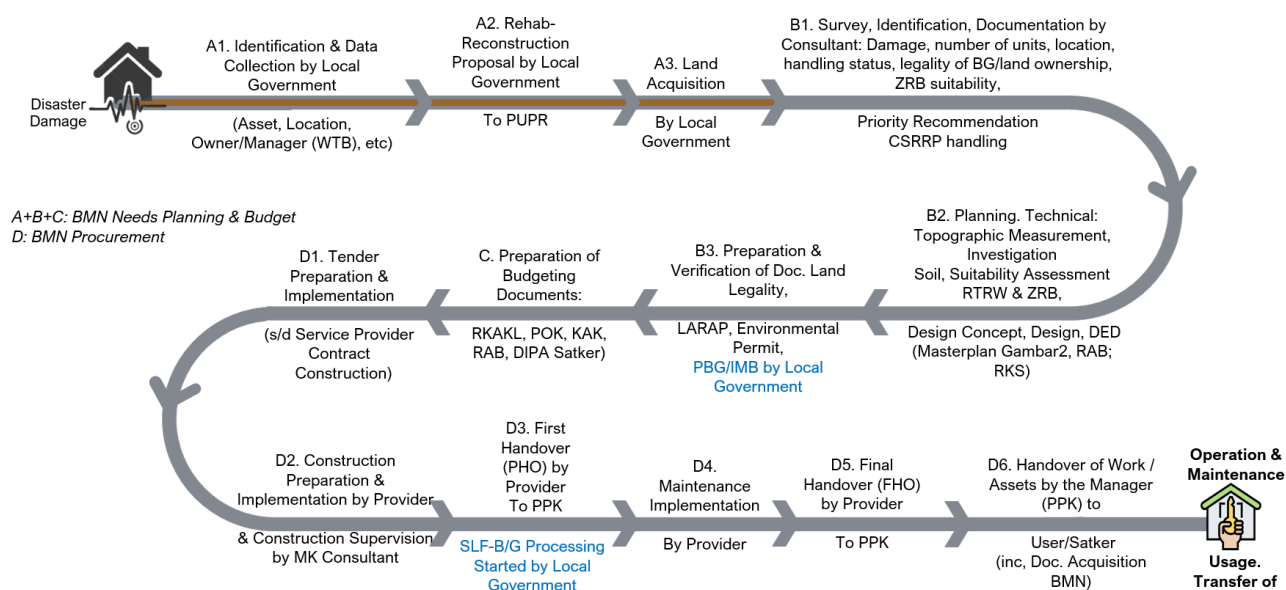 Disaster
Damage
A1. Identification & Data
Collection by Local
Government
(Asset, Location,
Owner/Manager (WTB), etc)
A2. Rehab-
Reconstruction
Proposal by Local
Government
To PUPR
A3. Land
Acquisition
By Local
Government
B1. Survey, Identification, Documentation by
Consultant: Damage, number of units, location,
handling status, legality of BG/land ownership,
ZRB suitability,
Priority Recommendation
CSRRP handling
A+B+C: BMN Needs Planning & Budget
D: BMN Procurement
B2. Planning. Technical:
Topographic Measurement,
Investigation
Soil, Suitability Assessment
RTRW & ZRB,
Design Concept, Design, DED
(Masterplan Gambar2, RAB;
RKS)
B3. Preparation &
Verification of Doc. Land
Legality,
LARAP, Environmental
Permit,
PBG/IMB by Local
Government
C. Preparation of
Budgeting
Documents:
RKAKL, POK, KAK,
RAB, DIPA Satker)
D1. Tender
Preparation &
Implementation
(s/d Service Provider
Contract
Construction)
D2. Construction
Preparation &
Implementation by Provider
& Construction Supervision
by MK Consultant
D3. First
Handover
(PHO) by
Provider
To PPK
SLF-B/G Processing
Started by Local
Government
D4.
Maintenance
Implementation
By Provider
D5. Final
Handover (FHO)
by Provider
To PPK
D6. Handover of Work /
Assets by the Manager
(PPK) to
User/Satker
(inc, Doc. Acquisition
BMN)
Operation &
Maintenance
Usage.
Transfer of